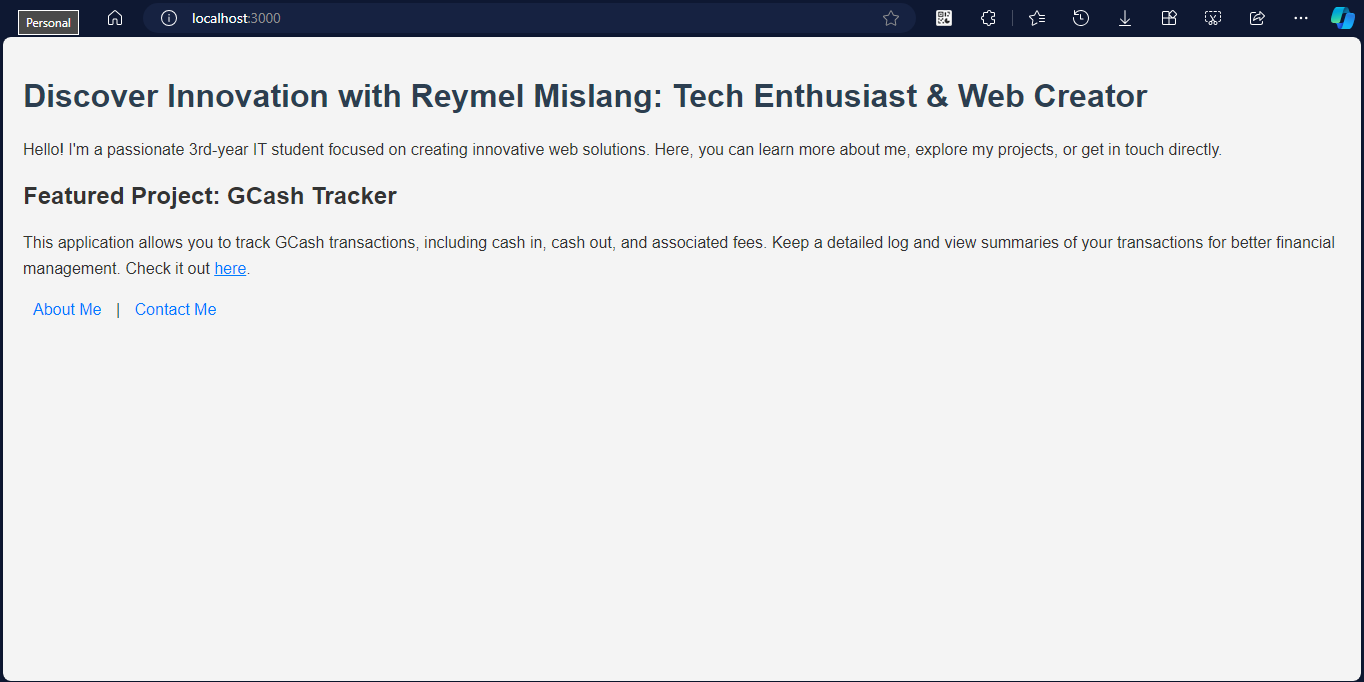 Personal
localhost:3000
Discover Innovation with Reymel Mislang: Tech Enthusiast & Web Creator
Hello! I'm a passionate 3rd-year IT student focused on creating innovative web solutions. Here, you can learn more about me, explore my projects, or get in touch directly.
Featured Project: GCash Tracker
This application allows you to track GCash transactions, including cash in, cash out, and associated fees. Keep a detailed log and view summaries of your transactions for better financial
management. Check it out here.
About Me | Contact Me